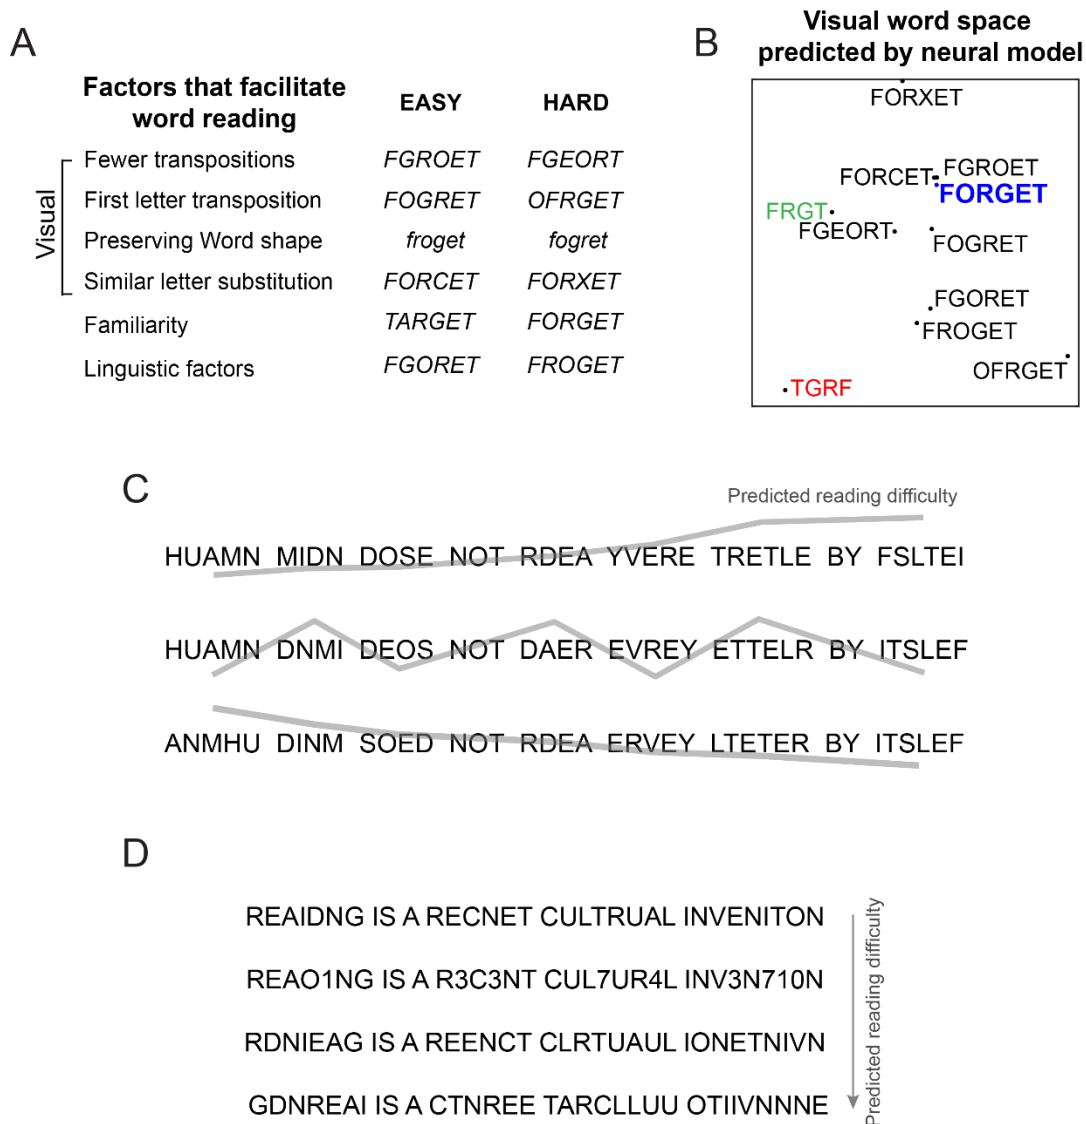 A
Factors that facilitate
word reading
EASY
HARD
Visual
Fewer transpositions FGROET FGEORT
First letter transposition FOGRET OFRGET
Preserving Word shape froget fogret
Similar letter substitution FORCET FORXET
Familiarity TARGET FORGET
Linguistic factors FGORET FROGET
B
Visual word space
predicted by neural model
FORXET
FGROET
FORCET
FORGET
FRGT
FGEORT
FOGRET
FGORET
FROGET
OFRGET
TGRF
C
Predicted reading difficulty
HUAMN MIDN DOSE NOT RDEA YVERE TRETLE BY FSLTEI
HUAMN DNMI DEOS NOT DAER EVREY ETTELR BY ITSLEF
ANMHU DINM SOED NOT RDEA ERVEY LTETER BY ITSLEF
D
REAIDNG IS A RECNET CULTRUAL INVENITON
REAO1NG IS A R3C3NT CUL7UR4L INV3N710N
RDNIEAG IS A REENCT CLRTUAUL IONETNIVN
GDNREAI IS A CTNREE TARCLLUU OTIIVNNNE
Predicted reading difficulty